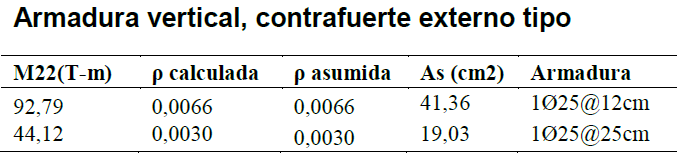 Armadura vertical, contrafuerte externo tipo
M22(T-m) ρ calculada ρ asumida As (cm2) Armadura
92,79 0,0066 0,0066 41,36 1Ø25@12cm
44,12 0,0030 0,0030 19,03 1Ø25@25cm